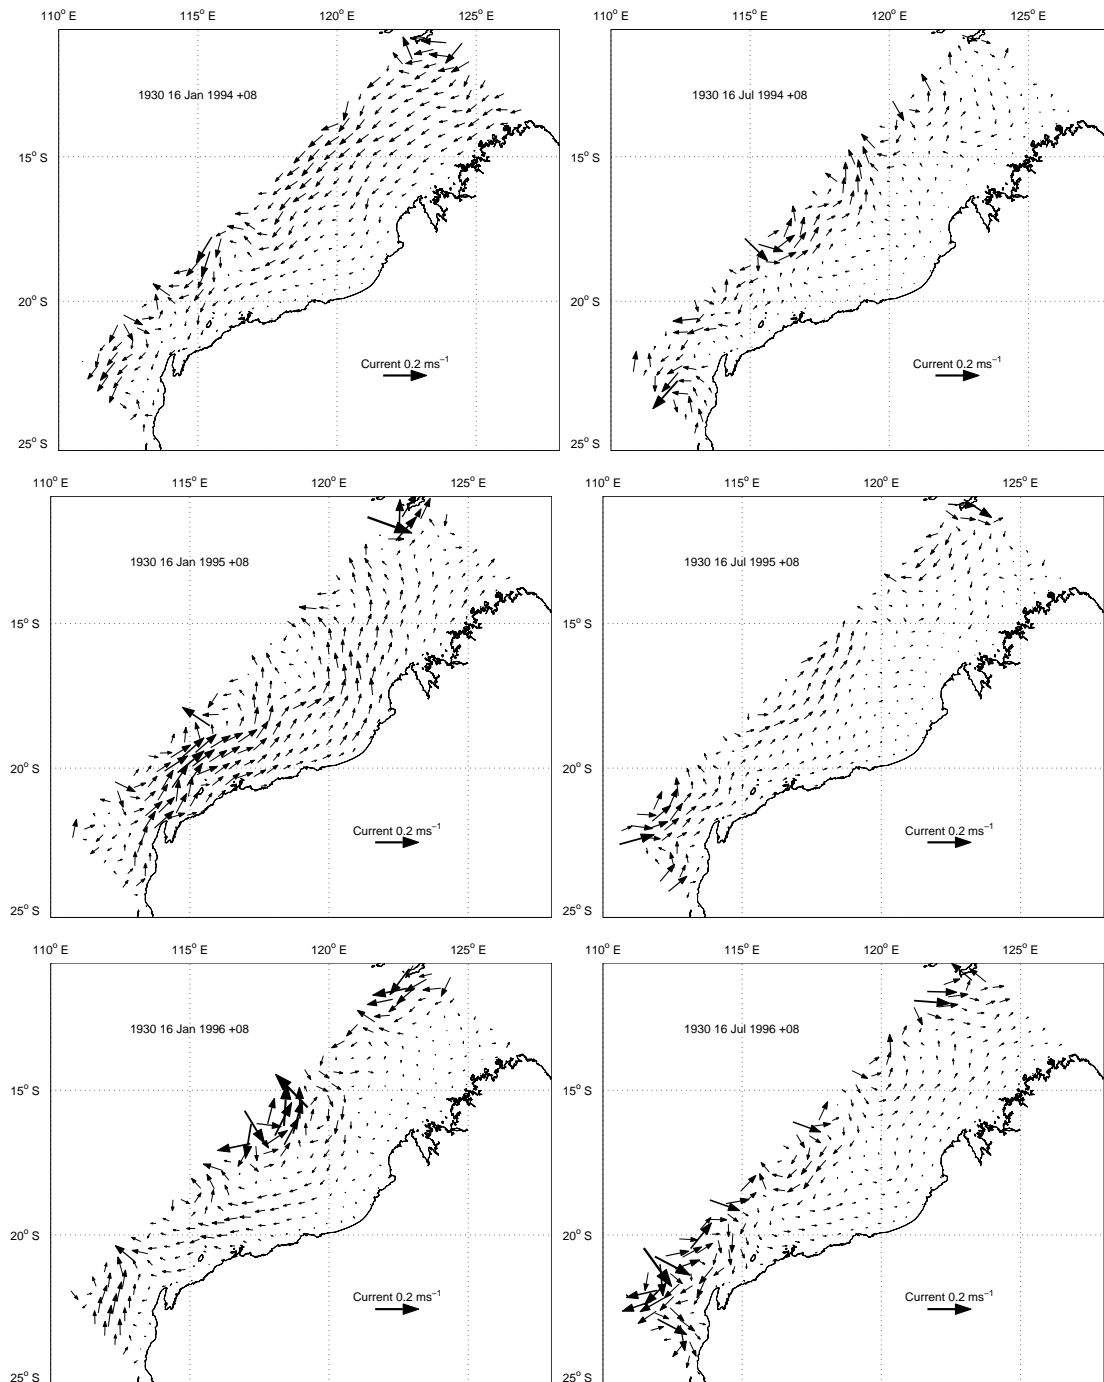 110° E 115° E 120° E 125° E
1930 16 Jan 1994 +08
15° S
20° S
Current 0.2 ms⁻¹
25° S
110° E 115° E 120° E 125° E
1930 16 Jul 1994 +08
15° S
20° S
Current 0.2 ms⁻¹
25° S
110° E 115° E 120° E 125° E
1930 16 Jan 1995 +08
15° S
20° S
Current 0.2 ms⁻¹
25° S
110° E 115° E 120° E 125° E
1930 16 Jul 1995 +08
15° S
20° S
Current 0.2 ms⁻¹
25° S
110° E 115° E 120° E 125° E
1930 16 Jan 1996 +08
15° S
20° S
Current 0.2 ms⁻¹
25° S
110° E 115° E 120° E 125° E
1930 16 Jul 1996 +08
15° S
20° S
Current 0.2 ms⁻¹
25° S